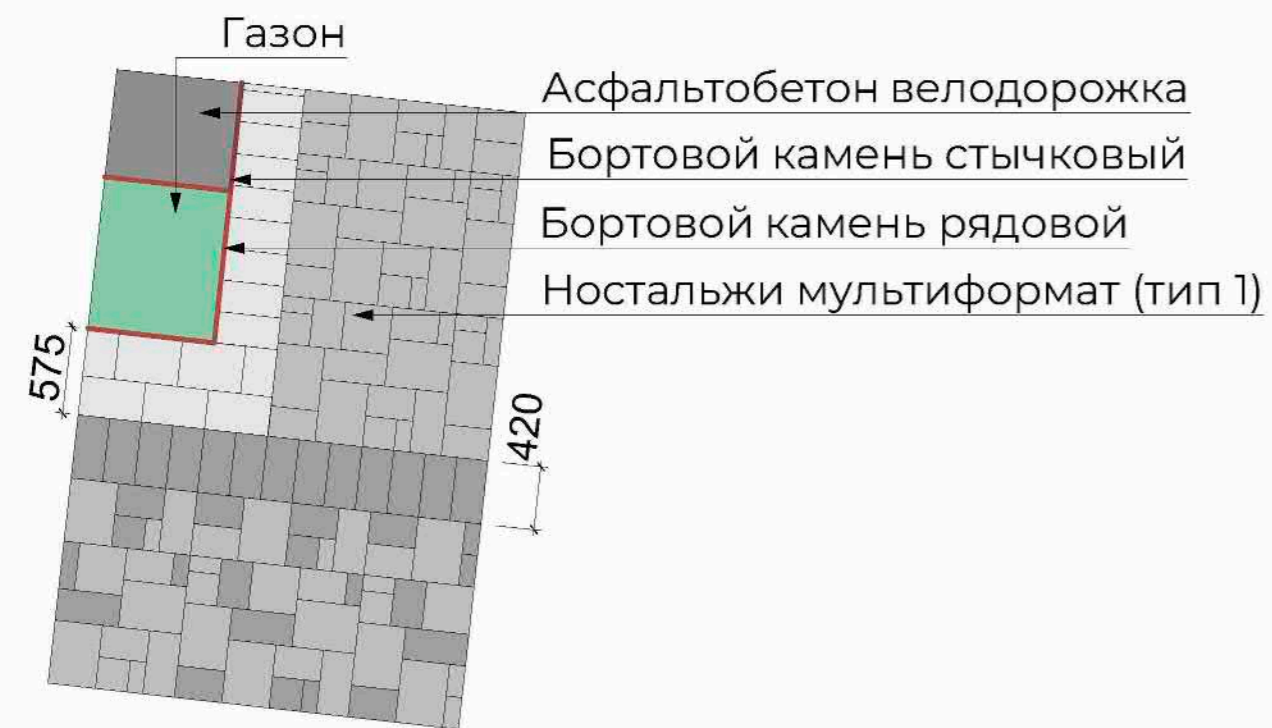 Газон
Асфальтобетон велодорожка
Бортовой камень стычковый
Бортовой камень рядовой
Ностальжи мультиформат (тип 1)
575
420